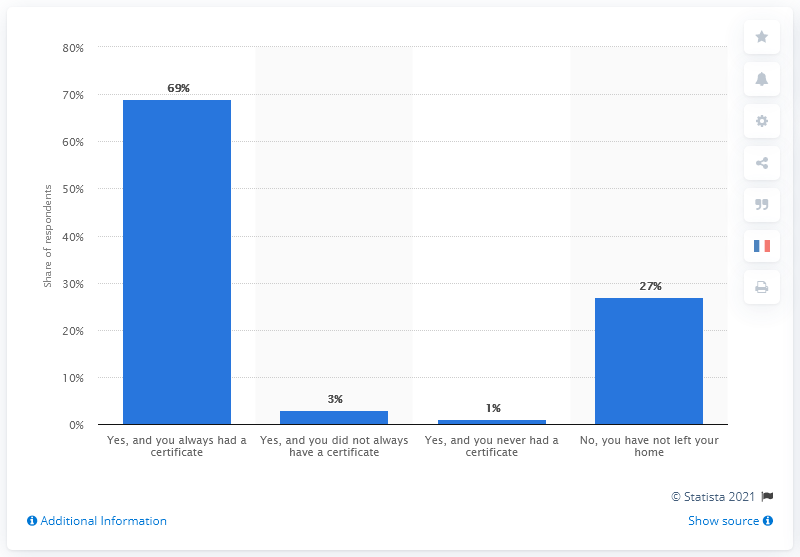 80%
70%
60%
50%
40%
30%
20%
10%
0%
Share of respondents
69%
3%
1%
27%
Yes, and you always had a
certificate
Yes, and you did not always
have a certificate
Yes, and you never had a
certificate
No, you have not left your
home
© Statista 2021
Additional Information
Show source